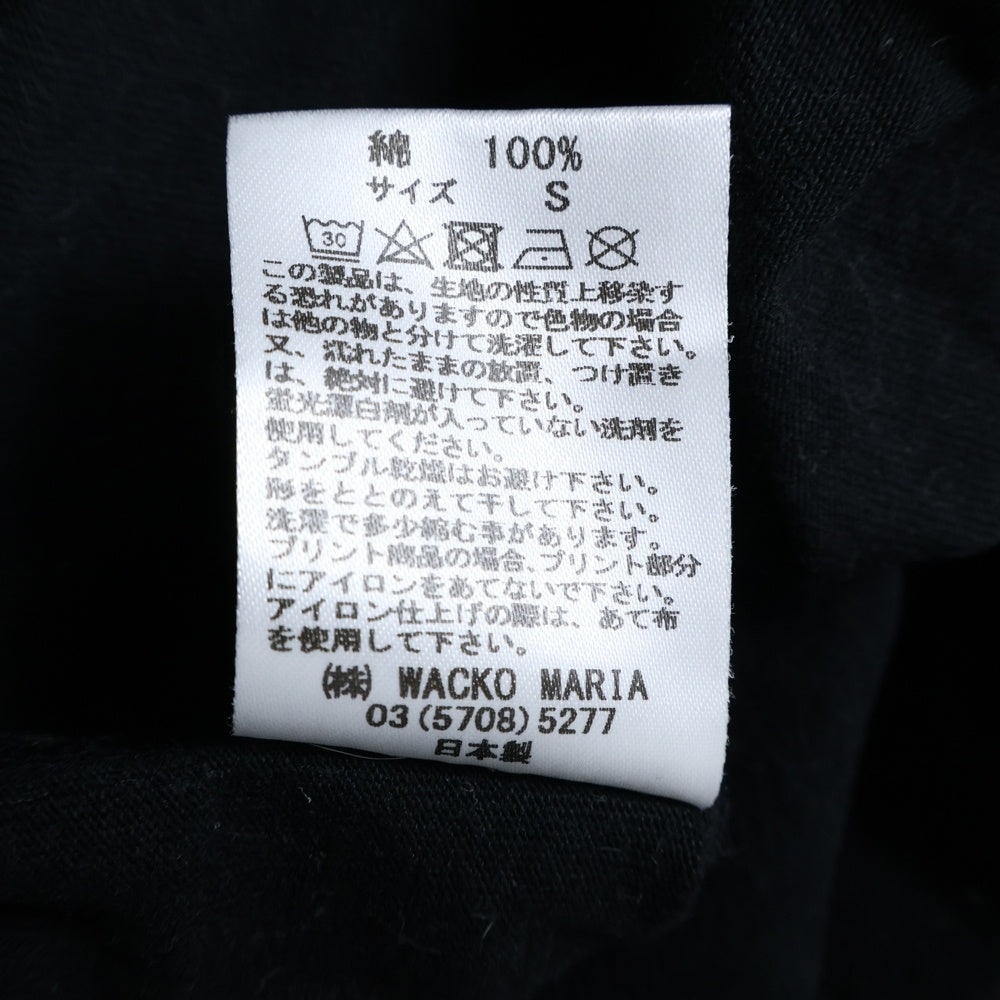 綿 100%
サイズ S
30
この製品は、生地の性質上移染す
る恐れがありますので色物の場合
は他の物と分けて洗濯して下さい。
又、濡れたままの放置、つけ置き
は、絶対に避けて下さい。
蛍光漂白剤が入っていない洗剤を
使用してください。
タンブル乾燥はお避け下さい。
形をととのえて干して下さい。
洗濯で多少縮む事があります。
プリント商品の場合、プリント部分
にアイロンをあてないで下さい。
アイロン仕上げの際は、あて布
を使用して下さい。
㈱ WACKO MARIA
03(5708)5277
日本製